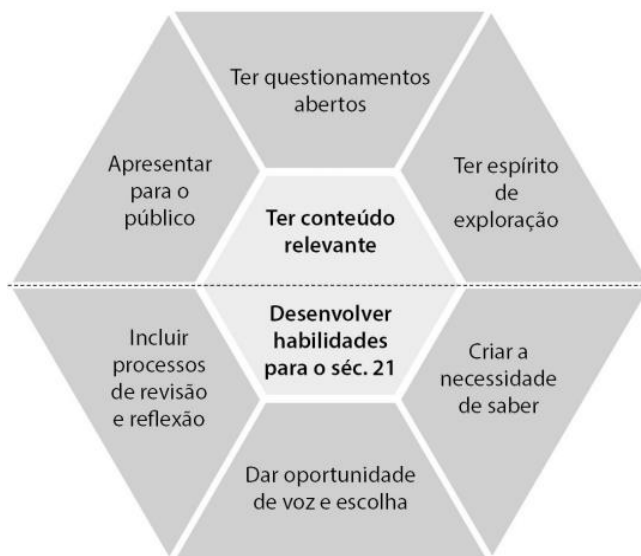 Ter questionamentos
abertos
Apresentar
para o
público
Ter espírito
de
exploração
Ter conteúdo
relevante
Desenvolver
habilidades
para o séc. 21
Incluir
processos
de revisão
e reflexão
Criar a
necessidade
de saber
Dar oportunidade
de voz e escolha